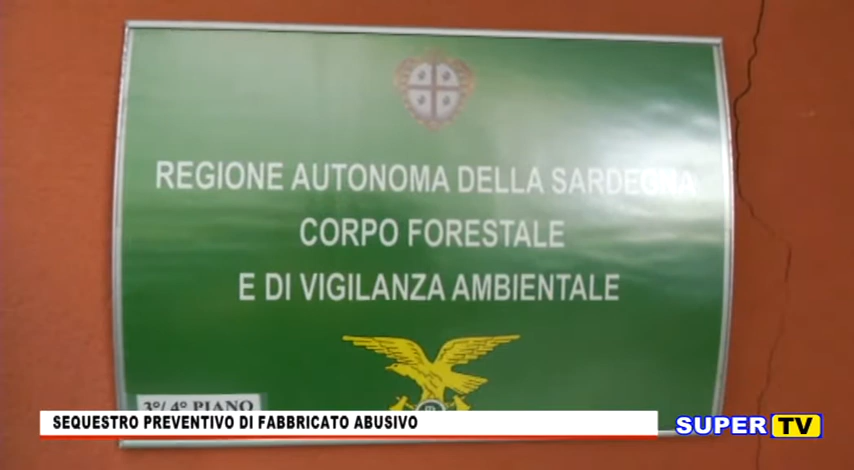 REGIONE AUTONOMA DELLA SARDEGNA
CORPO FORESTALE
E DI VIGILANZA AMBIENTALE
3°/ 4° PIANO
SEQUESTRO PREVENTIVO DI FABBRICATO ABUSIVO
SUPER TV